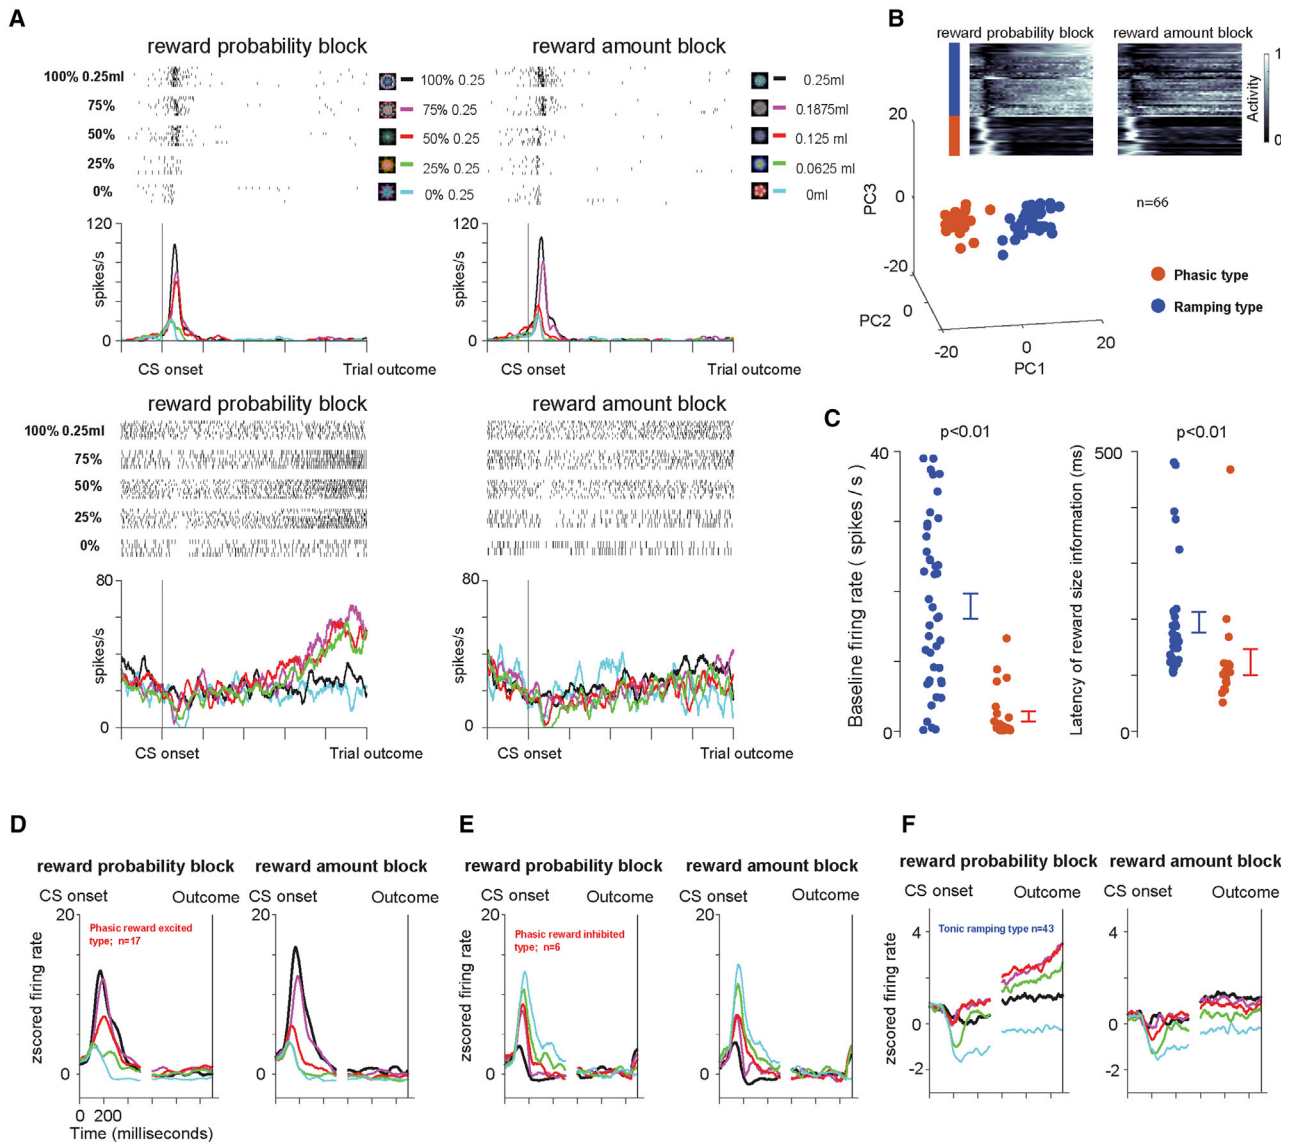 A
reward probability block
reward amount block
100% 0.25ml
75%
50%
25%
0%
100% 0.25
75% 0.25
50% 0.25
25% 0.25
0% 0.25
0.25ml
0.1875ml
0.125 ml
0.0625 ml
0ml
120
spikes/s
0
CS onset
Trial outcome
120
spikes/s
0
CS onset
Trial outcome
reward probability block
reward amount block
100% 0.25ml
75%
50%
25%
0%
80
spikes/s
0
CS onset
Trial outcome
80
spikes/s
0
CS onset
Trial outcome
B
reward probability block
reward amount block
1
Activity
0
20
0
-20
PC3
PC2
0
-20
0
20
PC1
n=66
Phasic type
Ramping type
C
p<0.01
40
Baseline firing rate ( spikes / s )
0
p<0.01
500
Latency of reward size information (ms)
0
D
reward probability block
reward amount block
CS onset
Outcome
CS onset
Outcome
20
Phasic reward excited
type; n=17
zscored firing rate
0
20
0
0 200
Time (milliseconds)
E
reward probability block
reward amount block
CS onset
Outcome
CS onset
Outcome
20
Phasic reward inhibited
type; n=6
zscored firing rate
0
20
0
F
reward probability block
reward amount block
CS onset
Outcome
CS onset
Outcome
4
Tonic ramping type n=43
zscored firing rate
0
-2
4
0
-2